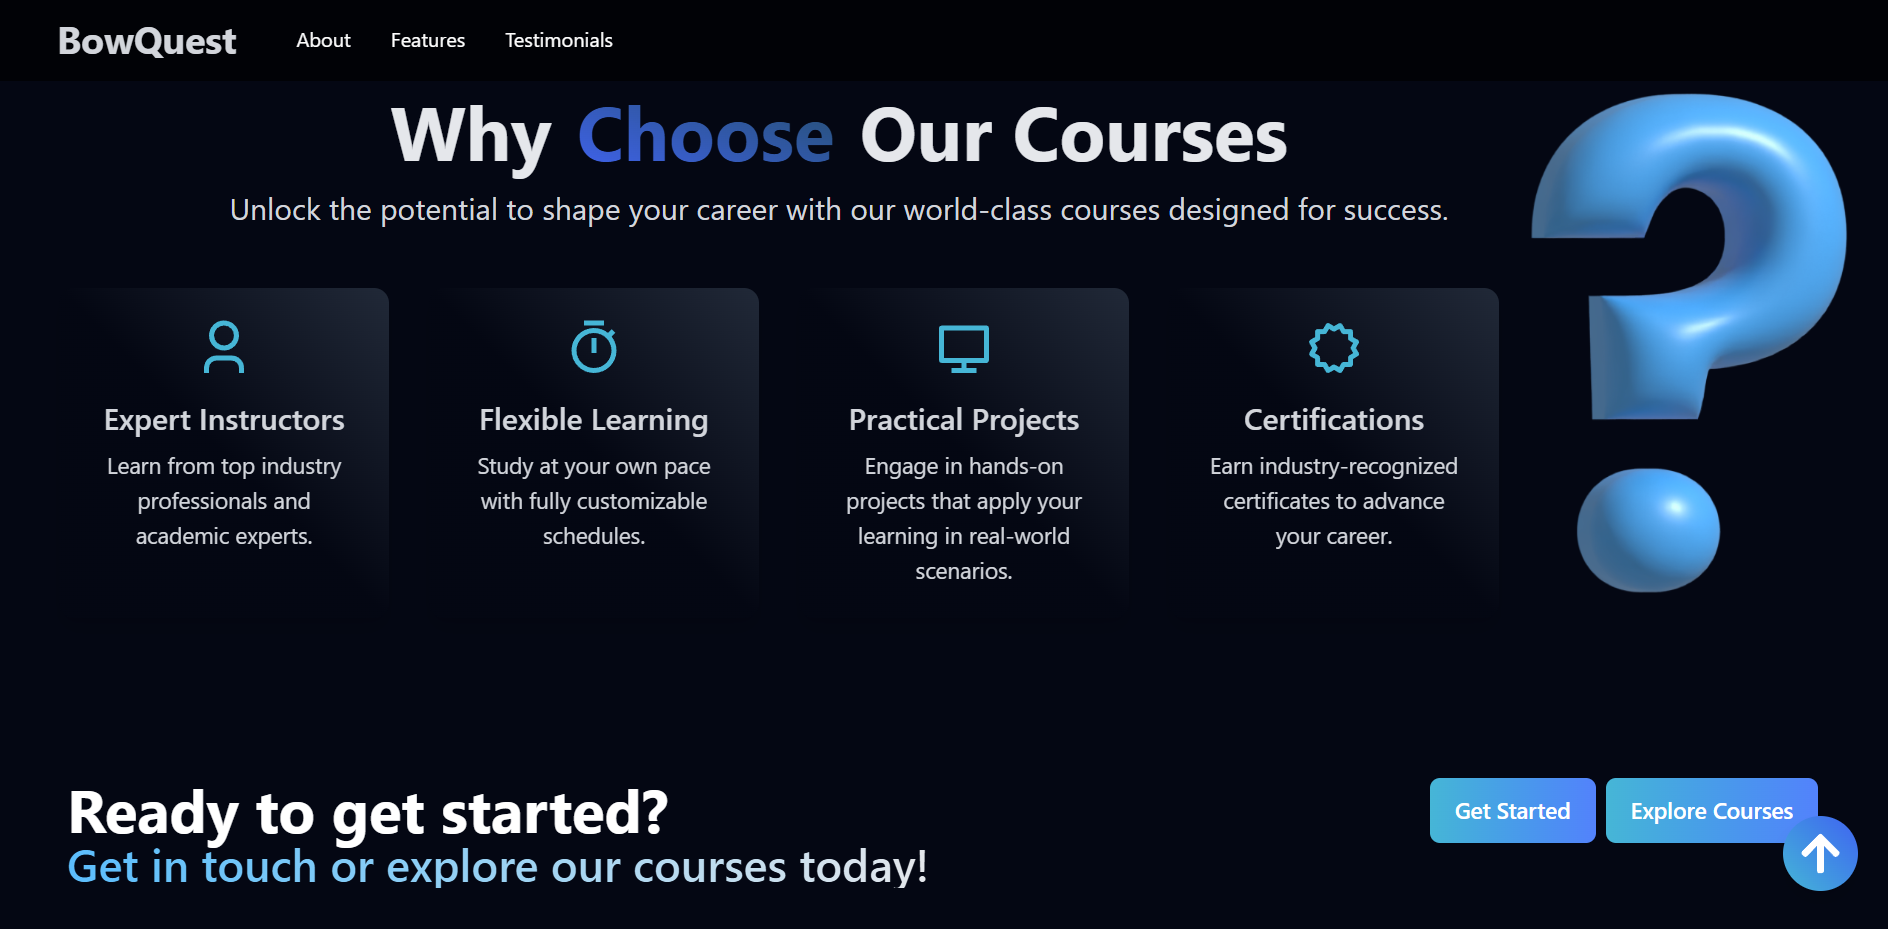 BowQuest
About
Features
Testimonials
Why Choose Our Courses
Unlock the potential to shape your career with our world-class courses designed for success.
Expert Instructors
Learn from top industry
professionals and
academic experts.
Flexible Learning
Study at your own pace
with fully customizable
schedules.
Practical Projects
Engage in hands-on
projects that apply your
learning in real-world
scenarios.
Certifications
Earn industry-recognized
certificates to advance
your career.
?
Ready to get started?
Get in touch or explore our courses today!
Get Started
Explore Courses